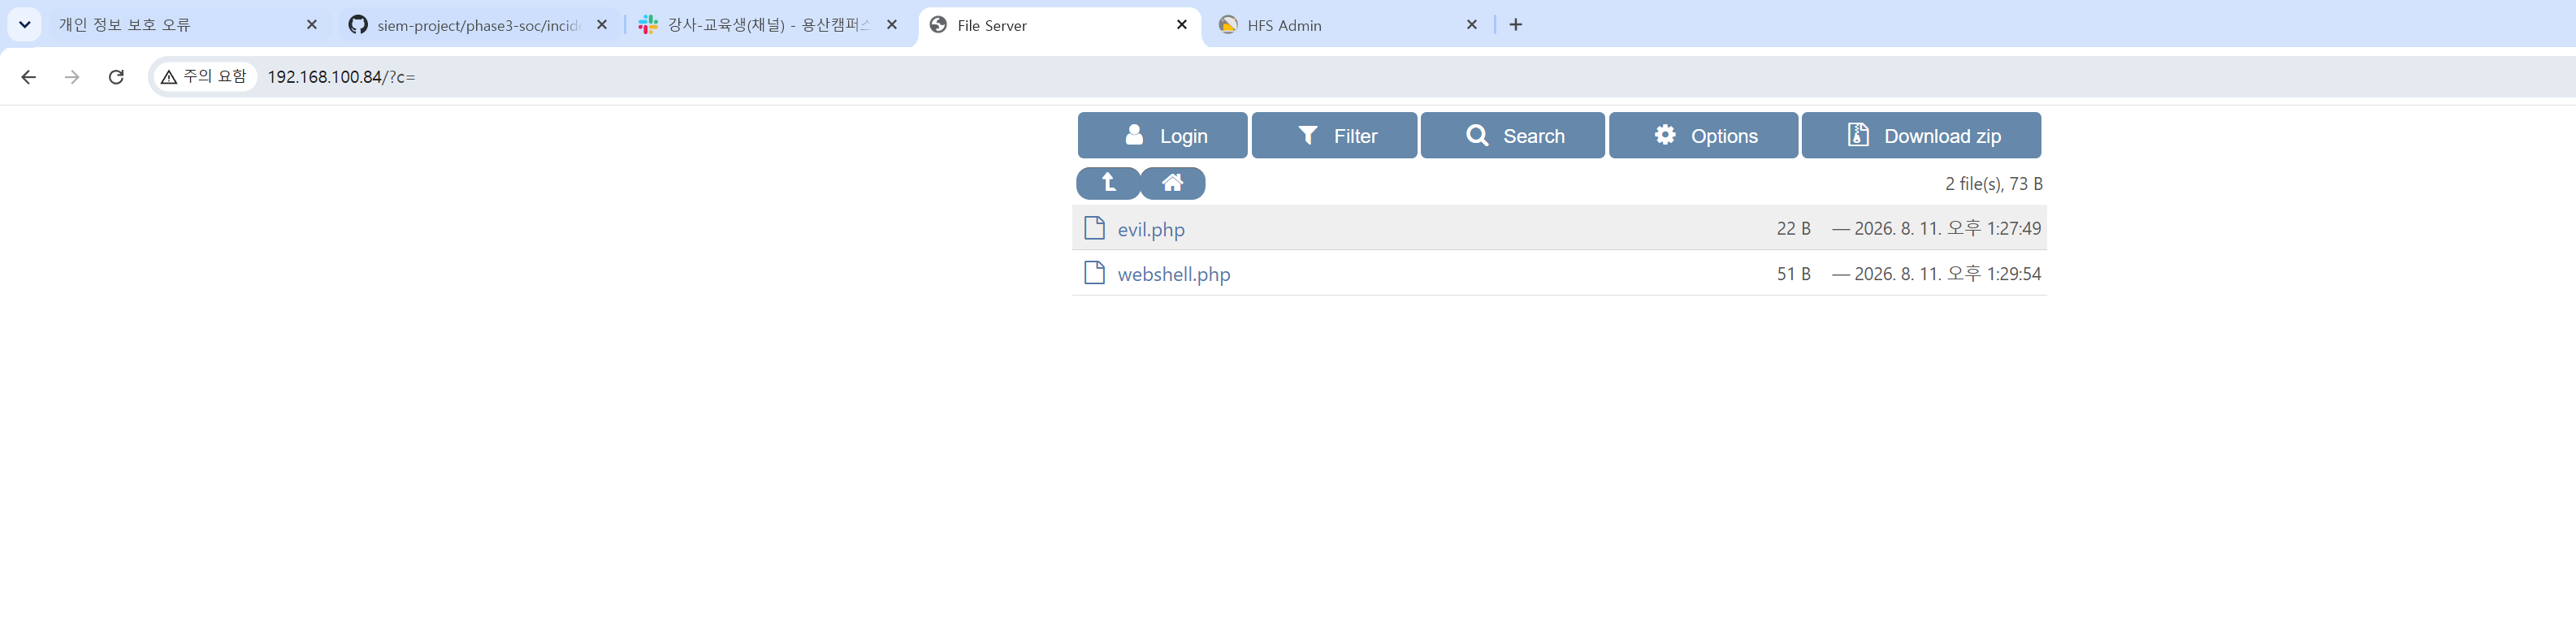 개인 정보 보호 오류
siem-project/phase3-soc/incid
강사-교육생(채널) - 용산캠퍼스
File Server
HFS Admin
주의 요함
192.168.100.84/?c=
Login
Filter
Search
Options
Download zip
2 file(s), 73 B
evil.php 22 B — 2026. 8. 11. 오후 1:27:49
webshell.php 51 B — 2026. 8. 11. 오후 1:29:54